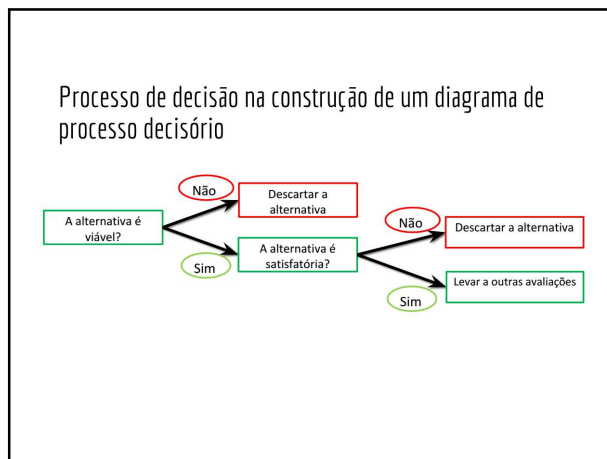 Processo de decisão na construção de um diagrama de
processo decisório
Não
Descartar a
alternativa
A alternativa é
viável?
Sim
A alternativa é
satisfatória?
Não
Descartar a alternativa
Sim
Levar a outras avaliações